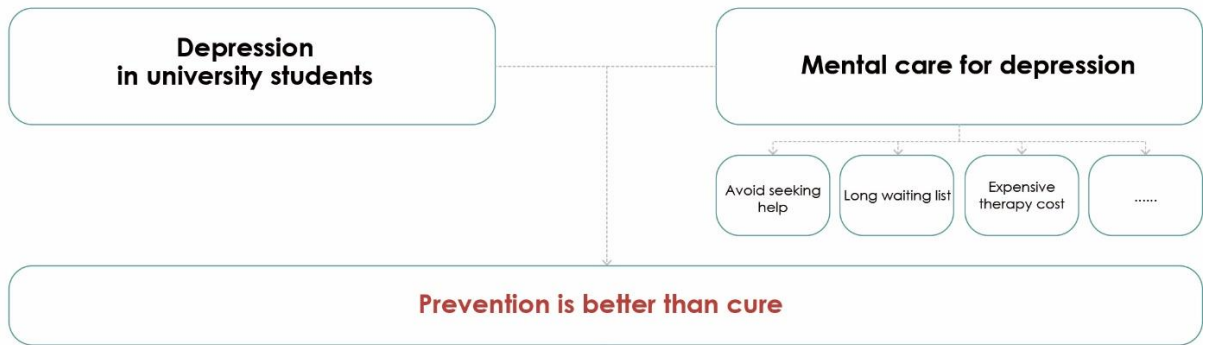 Depression
in university students
Mental care for depression
Avoid seeking
help
Long waiting list
Expensive
therapy cost
......
Prevention is better than cure